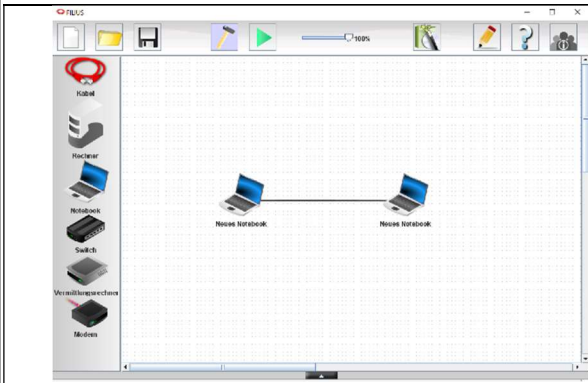 FILIUS
100%
Kabel
Rechner
Notebook
Switch
Vermittlungsrechner
Modem
Neues Notebook
Neues Notebook